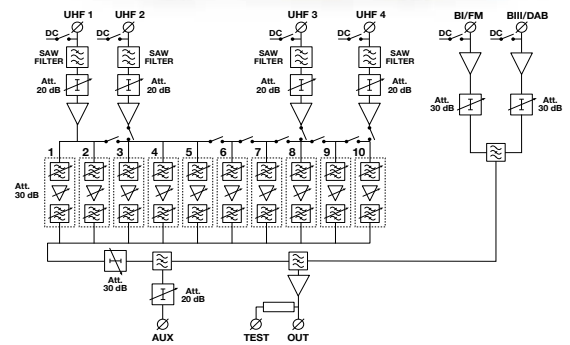 UHF 1 UHF 2 UHF 3 UHF 4 BI/FM BIII/DAB
DC DC DC DC DC DC
SAW FILTER
SAW FILTER
SAW FILTER
SAW FILTER
Att. 20 dB
Att. 20 dB
Att. 20 dB
Att. 20 dB
Att. 30 dB
Att. 30 dB
1 2 3 4 5 6 7 8 9 10
Att. 30 dB
Att. 30 dB
Att. 20 dB
AUX TEST OUT